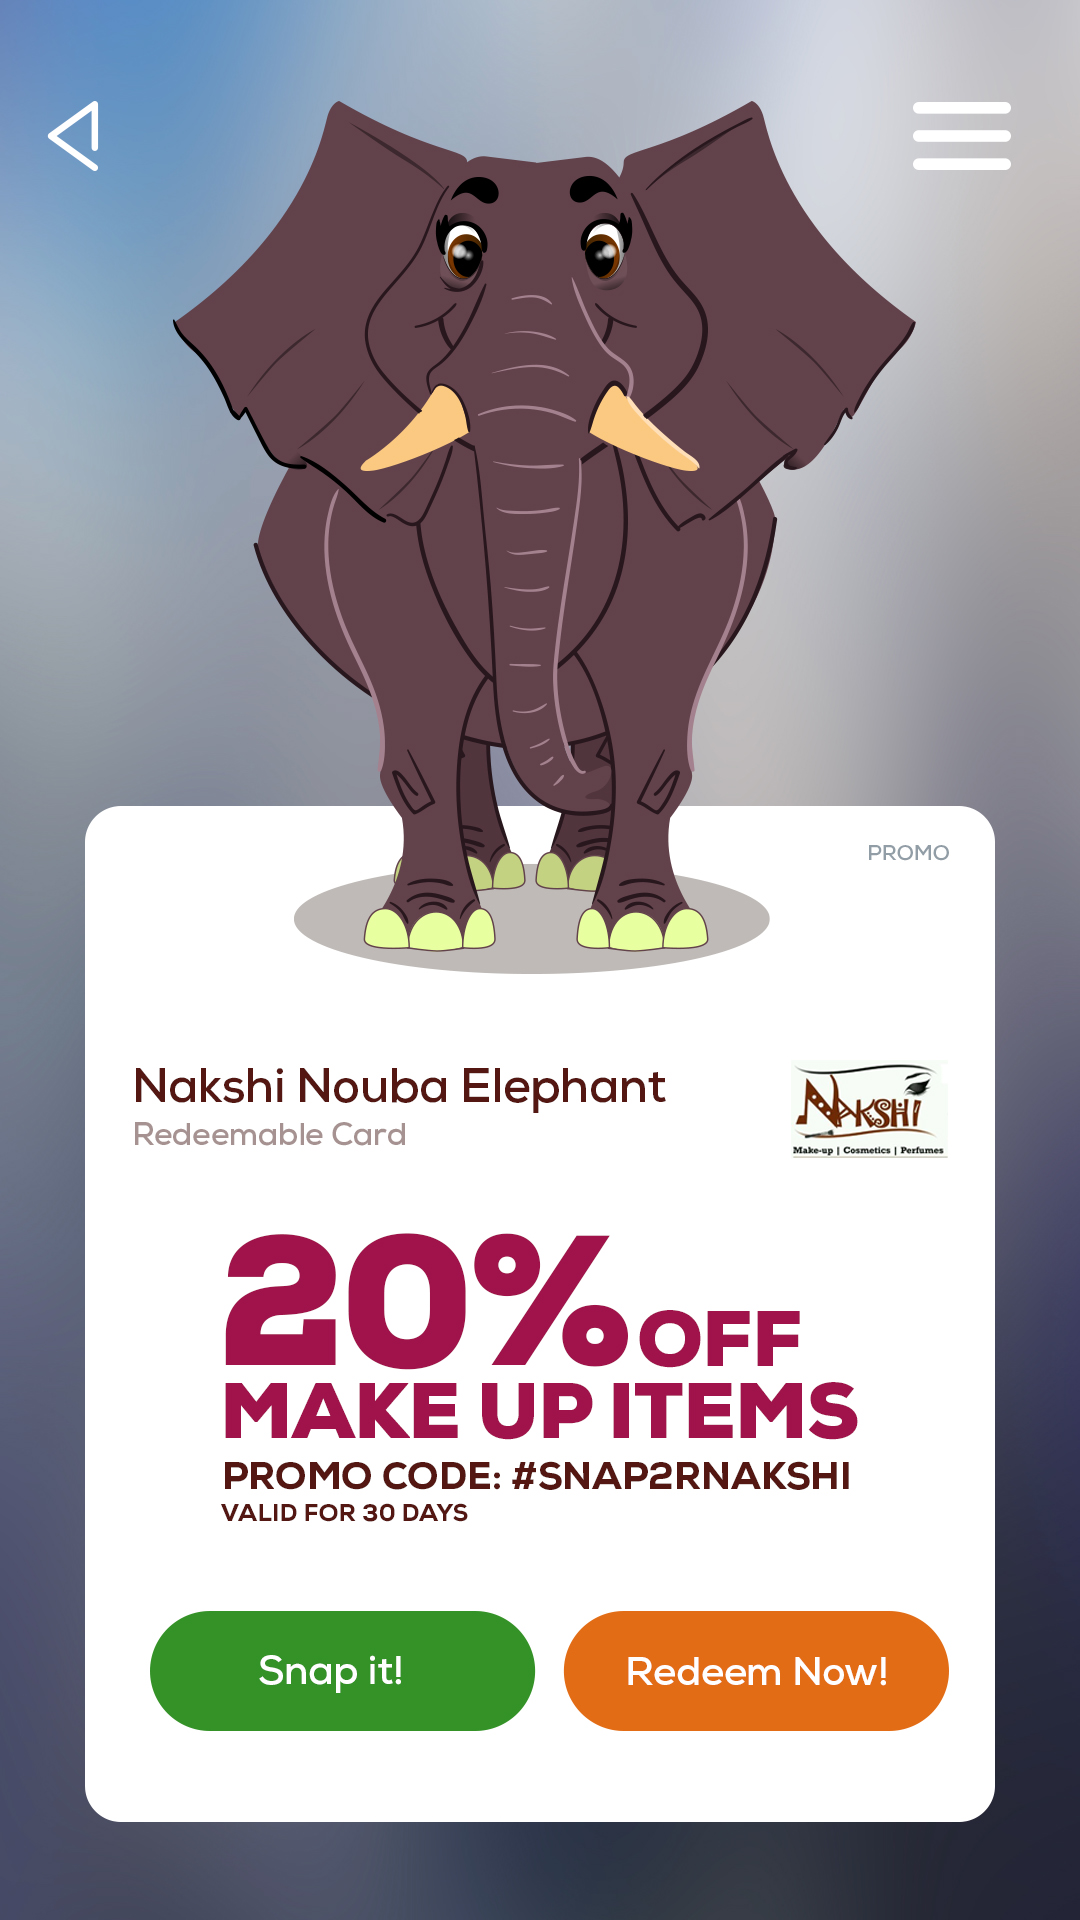 PROMO
Nakshi Nouba Elephant
Redeemable Card
NAKSHI
Make-up | Cosmetics | Perfumes
20% OFF
MAKE UP ITEMS
PROMO CODE: #SNAP2RNAKSHI
VALID FOR 30 DAYS
Snap it!
Redeem Now!